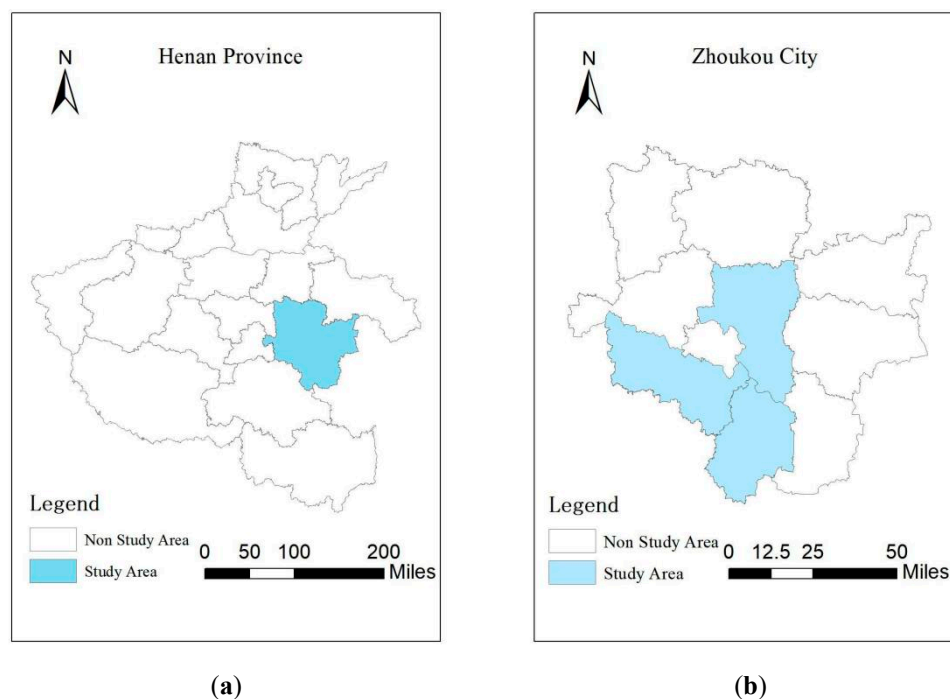 Henan Province
N
Legend
Non Study Area
Study Area
0 50 100 200
Miles
(a)
Zhoukou City
N
Legend
Non Study Area
Study Area
0 12.5 25 50
Miles
(b)